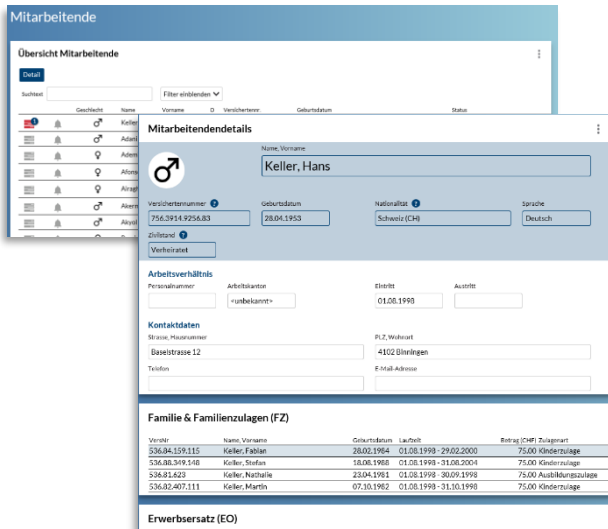 Mitarbeitende
Übersicht Mitarbeitende
Detail
Suchtext
Filter einblenden
Geschlecht Name Vorname D Versichertennr. Geburtsdatum Status
Keller
Adani
Adem
Afons
Airagh
Akerm
Akyol
Mitarbeitendendetails
Name, Vorname
Keller, Hans
Versichertennummer ? Geburtsdatum Nationalität ? Sprache
756.3914.9256.83 28.04.1953 Schweiz (CH) Deutsch
Zivilstand ?
Verheiratet
Arbeitsverhältnis
Personalnummer Arbeitskanton Eintritt Austritt
<unbekannt> 01.08.1998
Kontaktdaten
Strasse, Hausnummer PLZ, Wohnort
Baselstrasse 12 4102 Binningen
Telefon E-Mail-Adresse
Familie & Familienzulagen (FZ)
VersNr Name, Vorname Geburtsdatum Laufzeit Betrag (CHF) Zulagenart
536.84.159.115 Keller, Fabian 28.02.1984 01.08.1998 - 29.02.2000 75.00 Kinderzulage
536.88.349.148 Keller, Stefan 18.08.1988 01.08.1998 - 31.08.2004 75.00 Kinderzulage
536.81.623 Keller, Nathalie 23.04.1981 01.08.1998 - 30.09.1998 75.00 Ausbildungszulage
536.82.407.111 Keller, Martin 07.10.1982 01.08.1998 - 31.10.1998 75.00 Kinderzulage
Erwerbsersatz (EO)